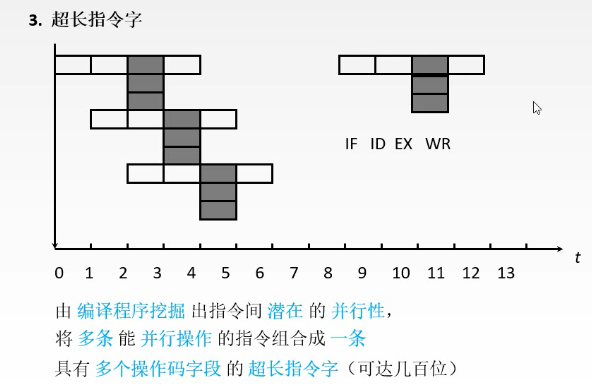 3. 超长指令字
IF ID EX WR
t
0 1 2 3 4 5 6 7 8 9 10 11 12 13
由 编译程序挖掘 出指令间 潜在 的 并行性，
将 多条 能 并行操作 的指令组合成 一条
具有 多个操作码字段 的 超长指令字（可达几百位）